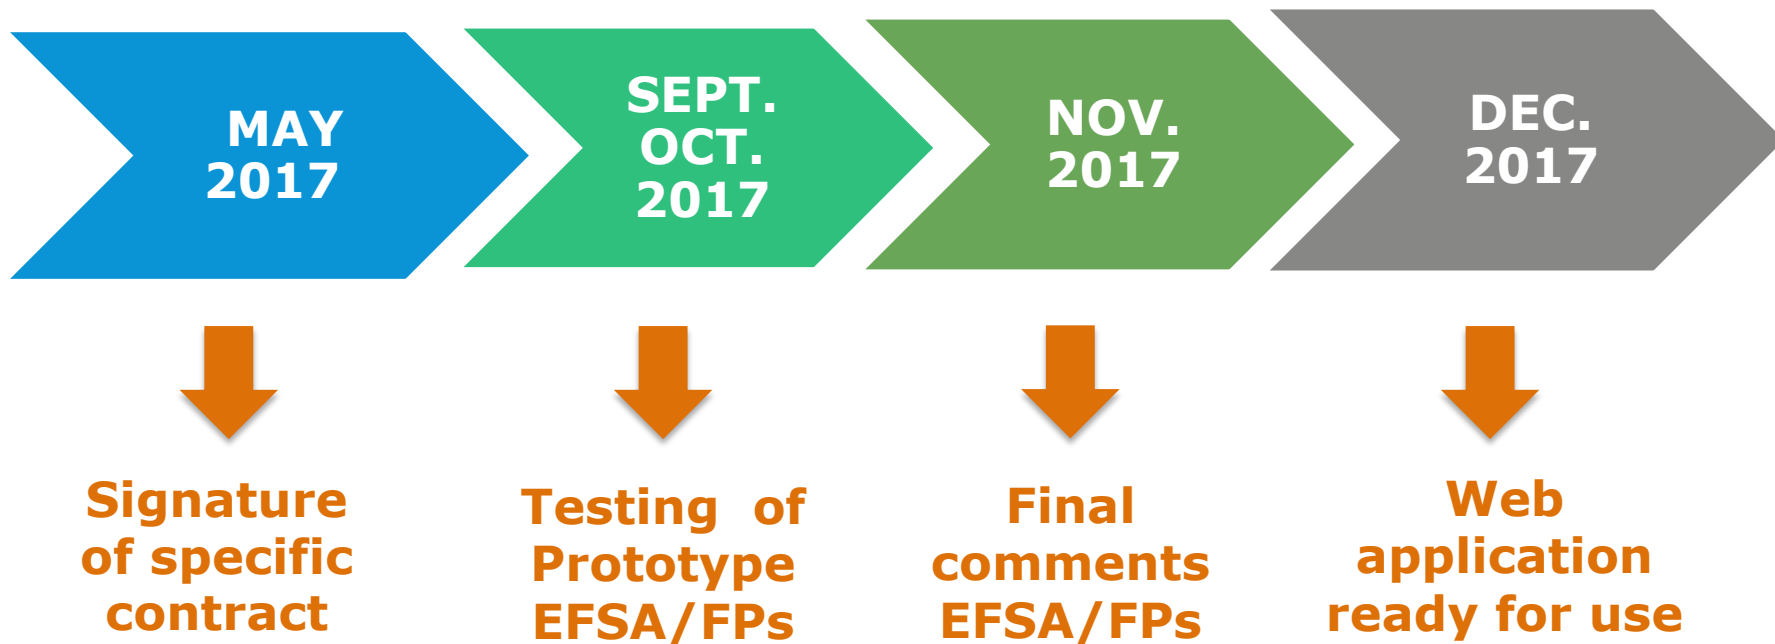 MAY
2017
SEPT.
OCT.
2017
NOV.
2017
DEC.
2017
Signature
of specific
contract
Testing of
Prototype
EFSA/FPs
Final
comments
EFSA/FPs
Web
application
ready for use